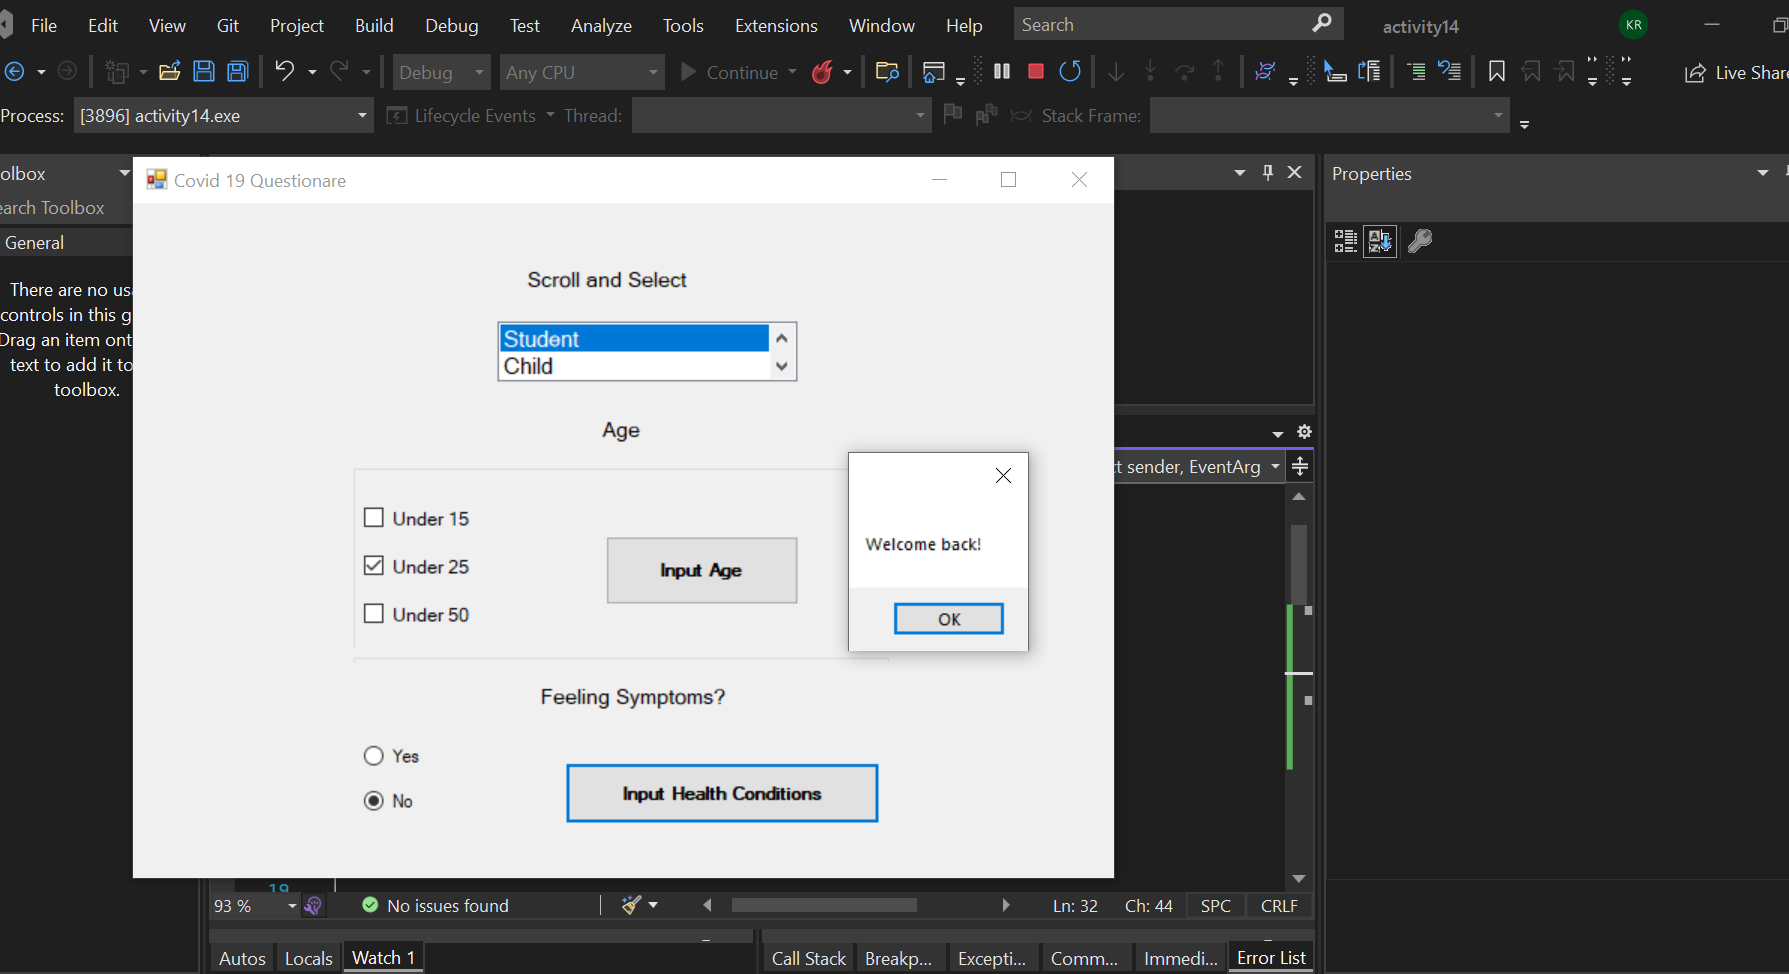 File Edit View Git Project Build Debug Test Analyze Tools Extensions Window Help Search activity14 KR
Debug Any CPU Continue Live Share
Process: [3896] activity14.exe Lifecycle Events Thread: Stack Frame:
olbox
earch Toolbox
General
There are no us
controls in this g
Drag an item ont
text to add it to
toolbox.
Covid 19 Questionare
Scroll and Select
Student
Child
Age
Under 15
Under 25
Under 50
Input Age
Welcome back!
OK
Feeling Symptoms?
Yes
No
Input Health Conditions
Properties
ct sender, EventArg
19
93 % No issues found Ln: 32 Ch: 44 SPC CRLF
Autos Locals Watch 1 Call Stack Breakp... Excepti... Comm... Immedi... Error List